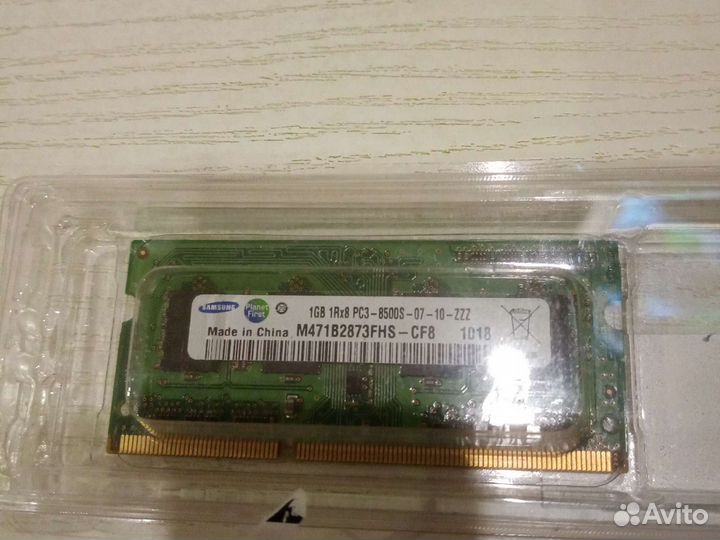 SAMSUNG
Planet First
1GB 1Rx8 PC3-8500S-07-10-ZZZ
Made in China M471B2873FHS-CF8 1018
Avito